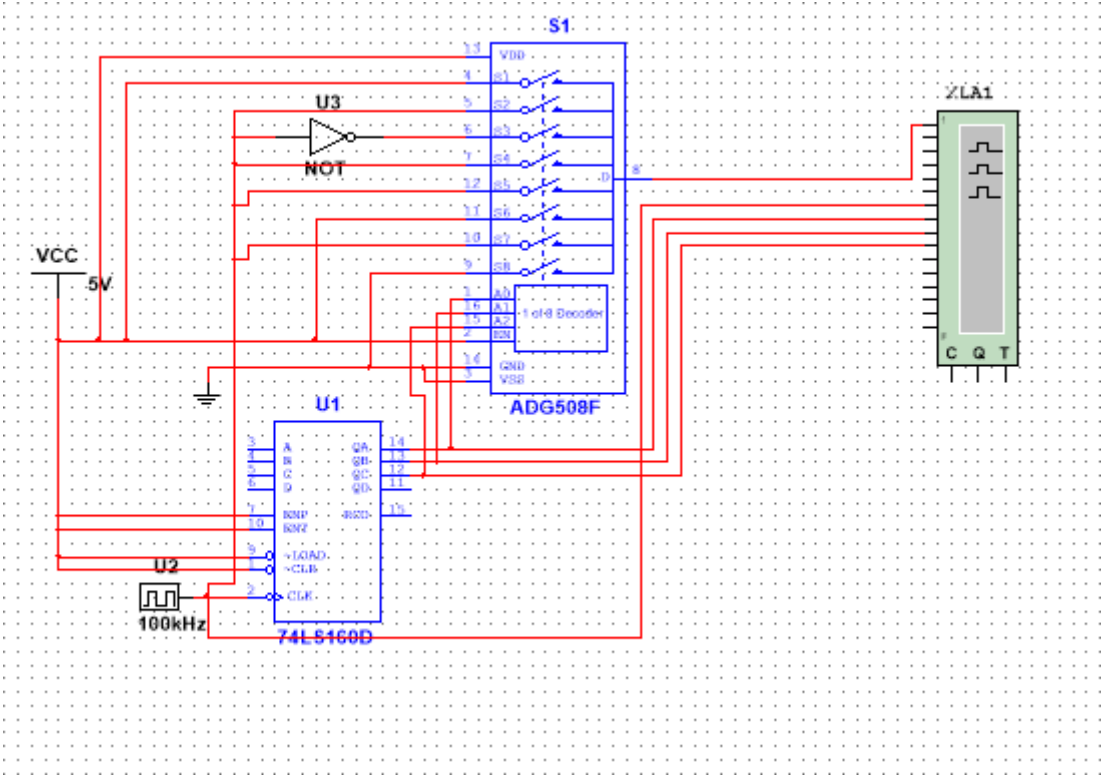 S1
13
VDD
4
S1
5
S2
6
S3
7
S4
12
S5
11
S6
10
S7
9
S8
D
8
1
A0
16
A1
15
A2
2
EN
1 of 8 Decoder
14
GND
3
VSS
ADG508F
XLA1
1
F
C Q T
U3
NOT
VCC
5V
U1
3
A
QA
14
4
B
QB
13
5
C
QC
12
6
D
QD
11
7
ENP
RCO
15
10
ENT
9
~LOAD
1
~CLR
2
CLK
74LS160D
U2
100kHz